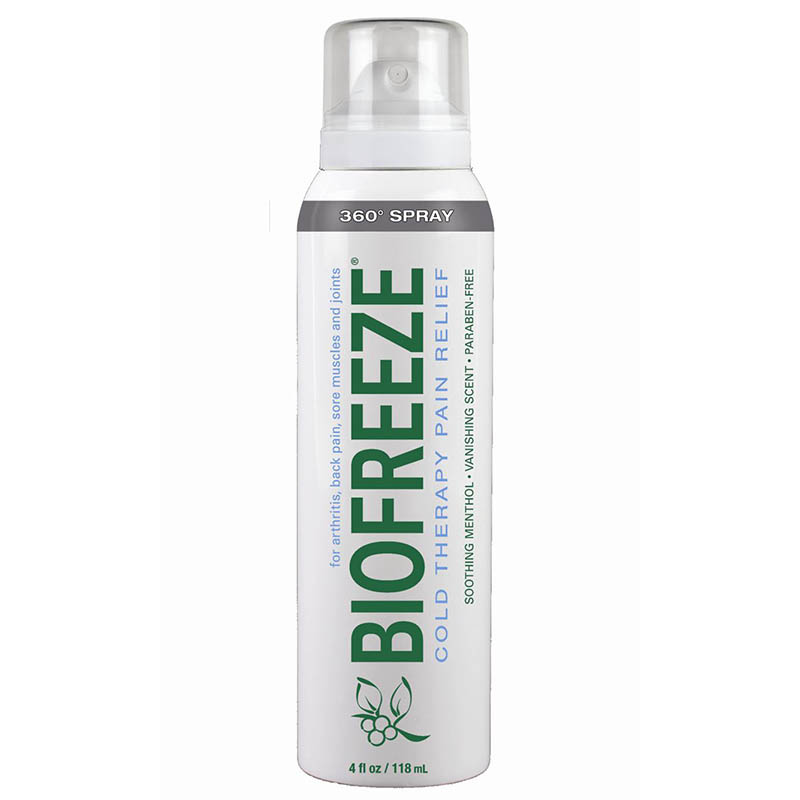 360° SPRAY
for arthritis, back pain, sore muscles and joints
BIOFREEZE®
COLD THERAPY PAIN RELIEF
SOOTHING MENTHOL • VANISHING SCENT • PARABEN-FREE
4 fl oz / 118 mL